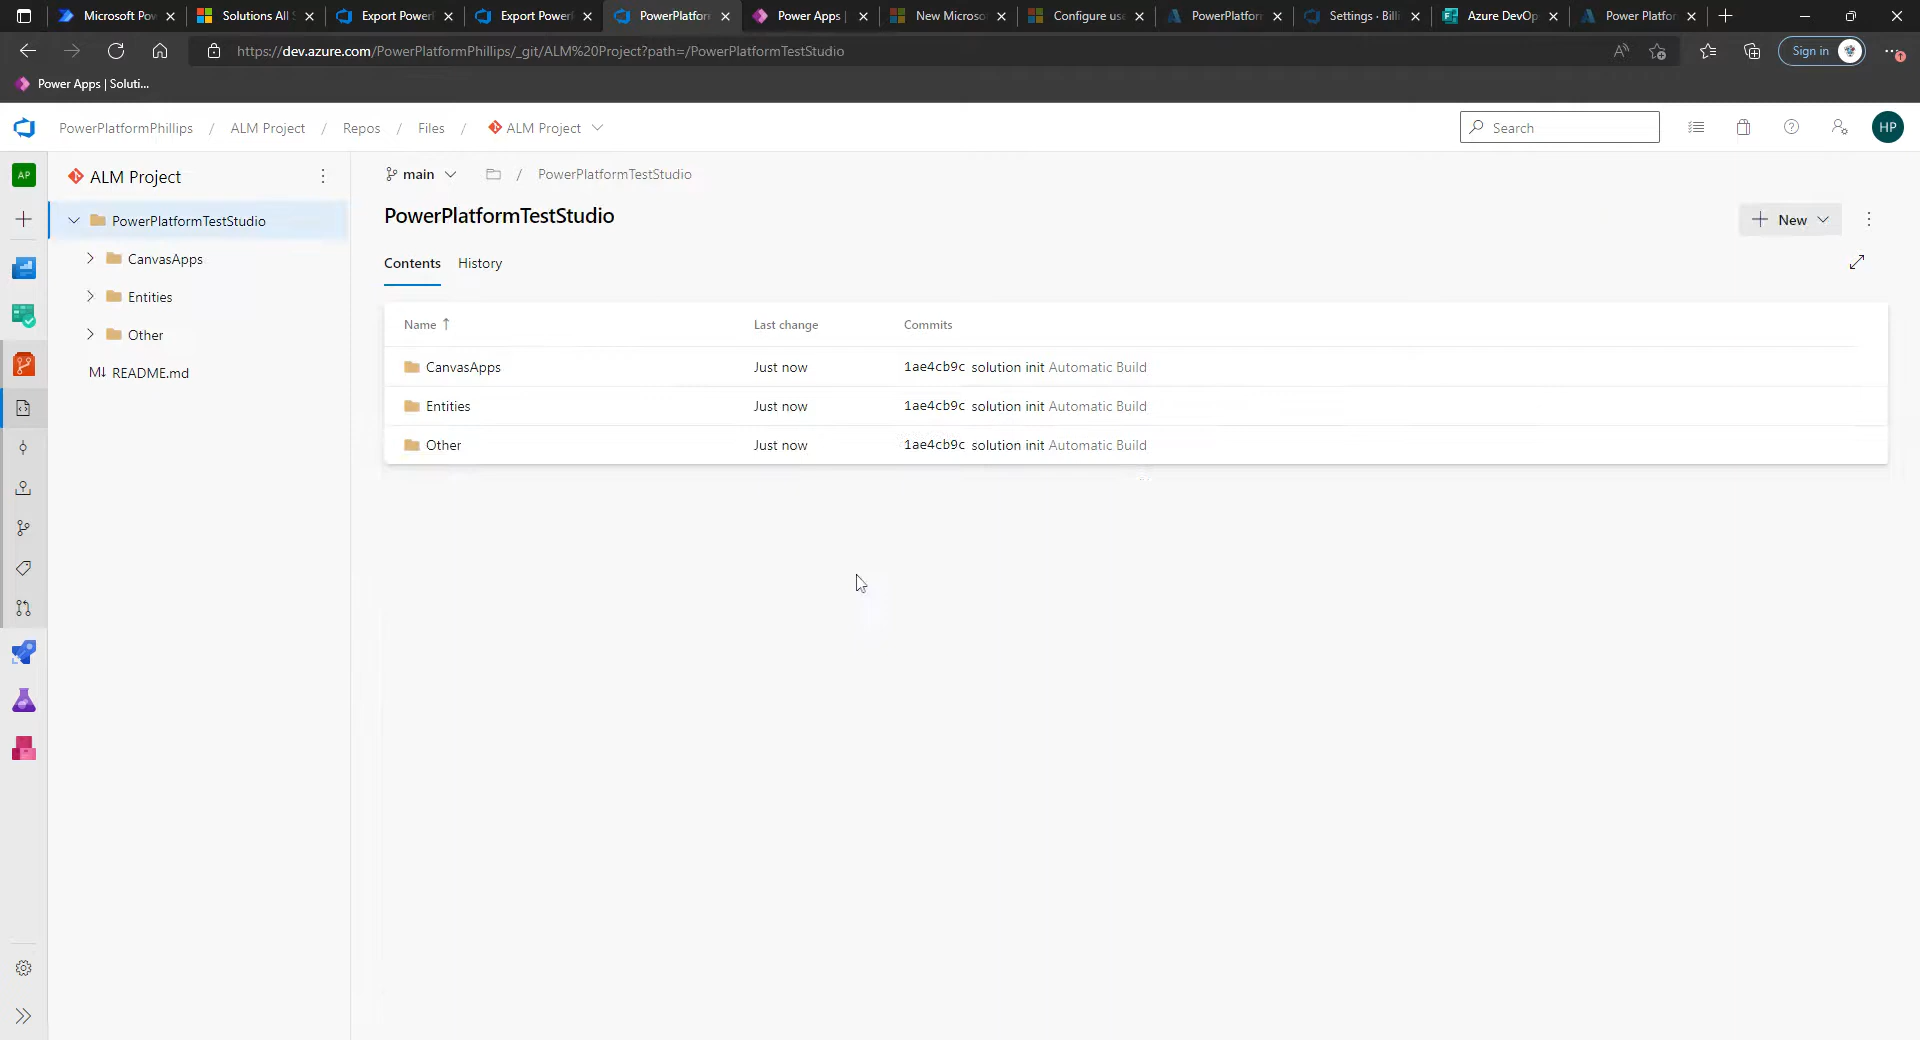 Microsoft Pow
Solutions All S
Export PowerP
Export PowerP
PowerPlatform
Power Apps |
New Microso
Configure use
PowerPlatform
Settings · Billi
Azure DevOp
Power Platfor
https://dev.azure.com/PowerPlatformPhillips/_git/ALM%20Project?path=/PowerPlatformTestStudio
Sign in
Power Apps | Soluti...
PowerPlatformPhillips / ALM Project / Repos / Files / ALM Project
Search
HP
AP
ALM Project
main / PowerPlatformTestStudio
PowerPlatformTestStudio
CanvasApps
Entities
Other
M↓ README.md
PowerPlatformTestStudio
New
Contents History
Name ↑ Last change Commits
CanvasApps Just now 1ae4cb9c solution init Automatic Build
Entities Just now 1ae4cb9c solution init Automatic Build
Other Just now 1ae4cb9c solution init Automatic Build